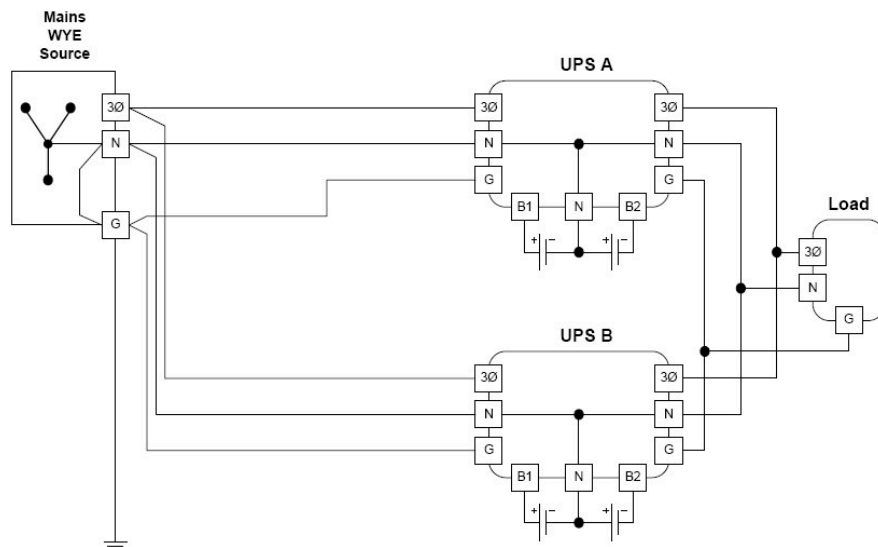 Mains
WYE
Source
3Ø
N
G
UPS A
3Ø
N
G
3Ø
N
G
B1
N
B2
+
−
+
−
Load
3Ø
N
G
UPS B
3Ø
N
G
3Ø
N
G
B1
N
B2
+
−
+
−